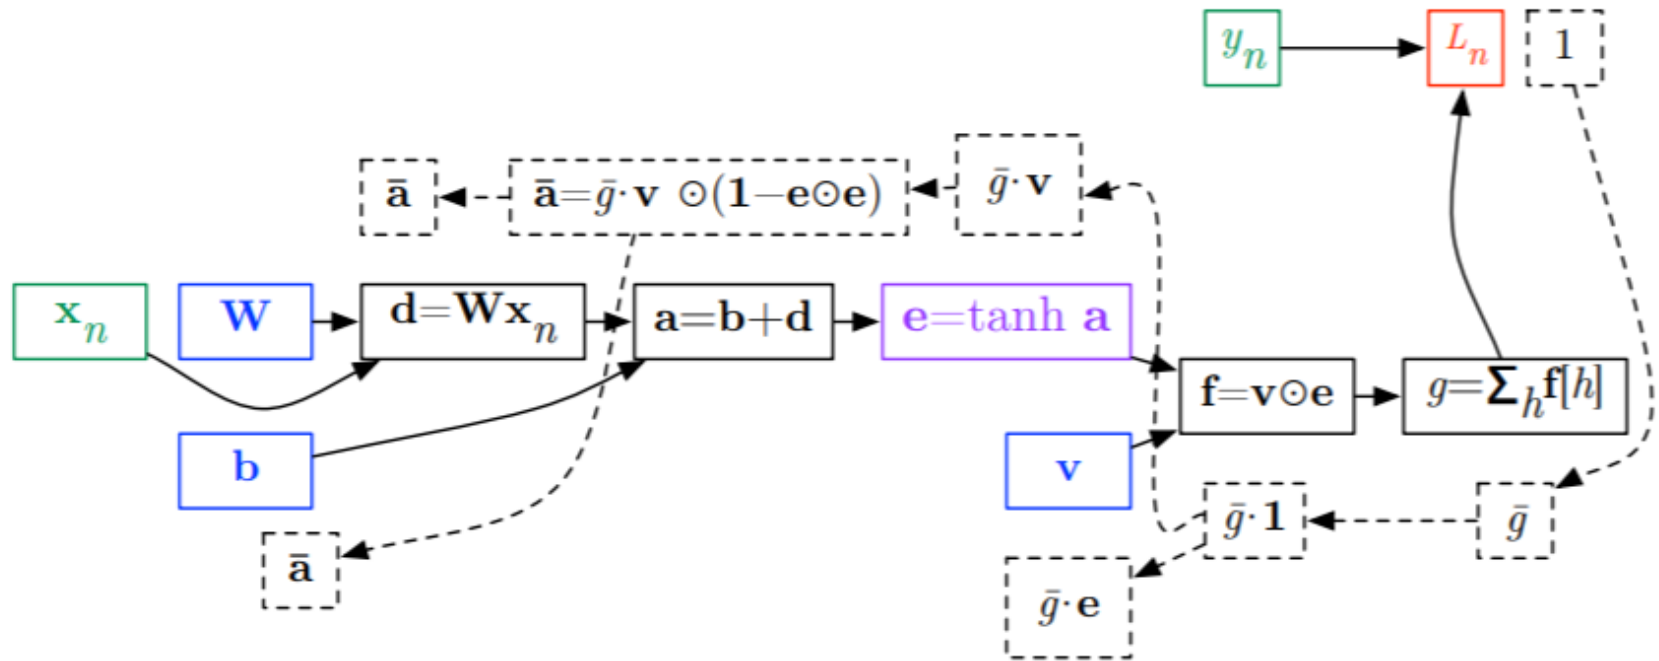 yₙ
Lₙ
1
ā
ā=ḡ·v ⊙(1−e⊙e)
ḡ·v
xₙ
W
d=Wxₙ
a=b+d
e=tanh a
f=v⊙e
g=Σₕf[h]
b
v
ā
ḡ·1
ḡ
ḡ·e